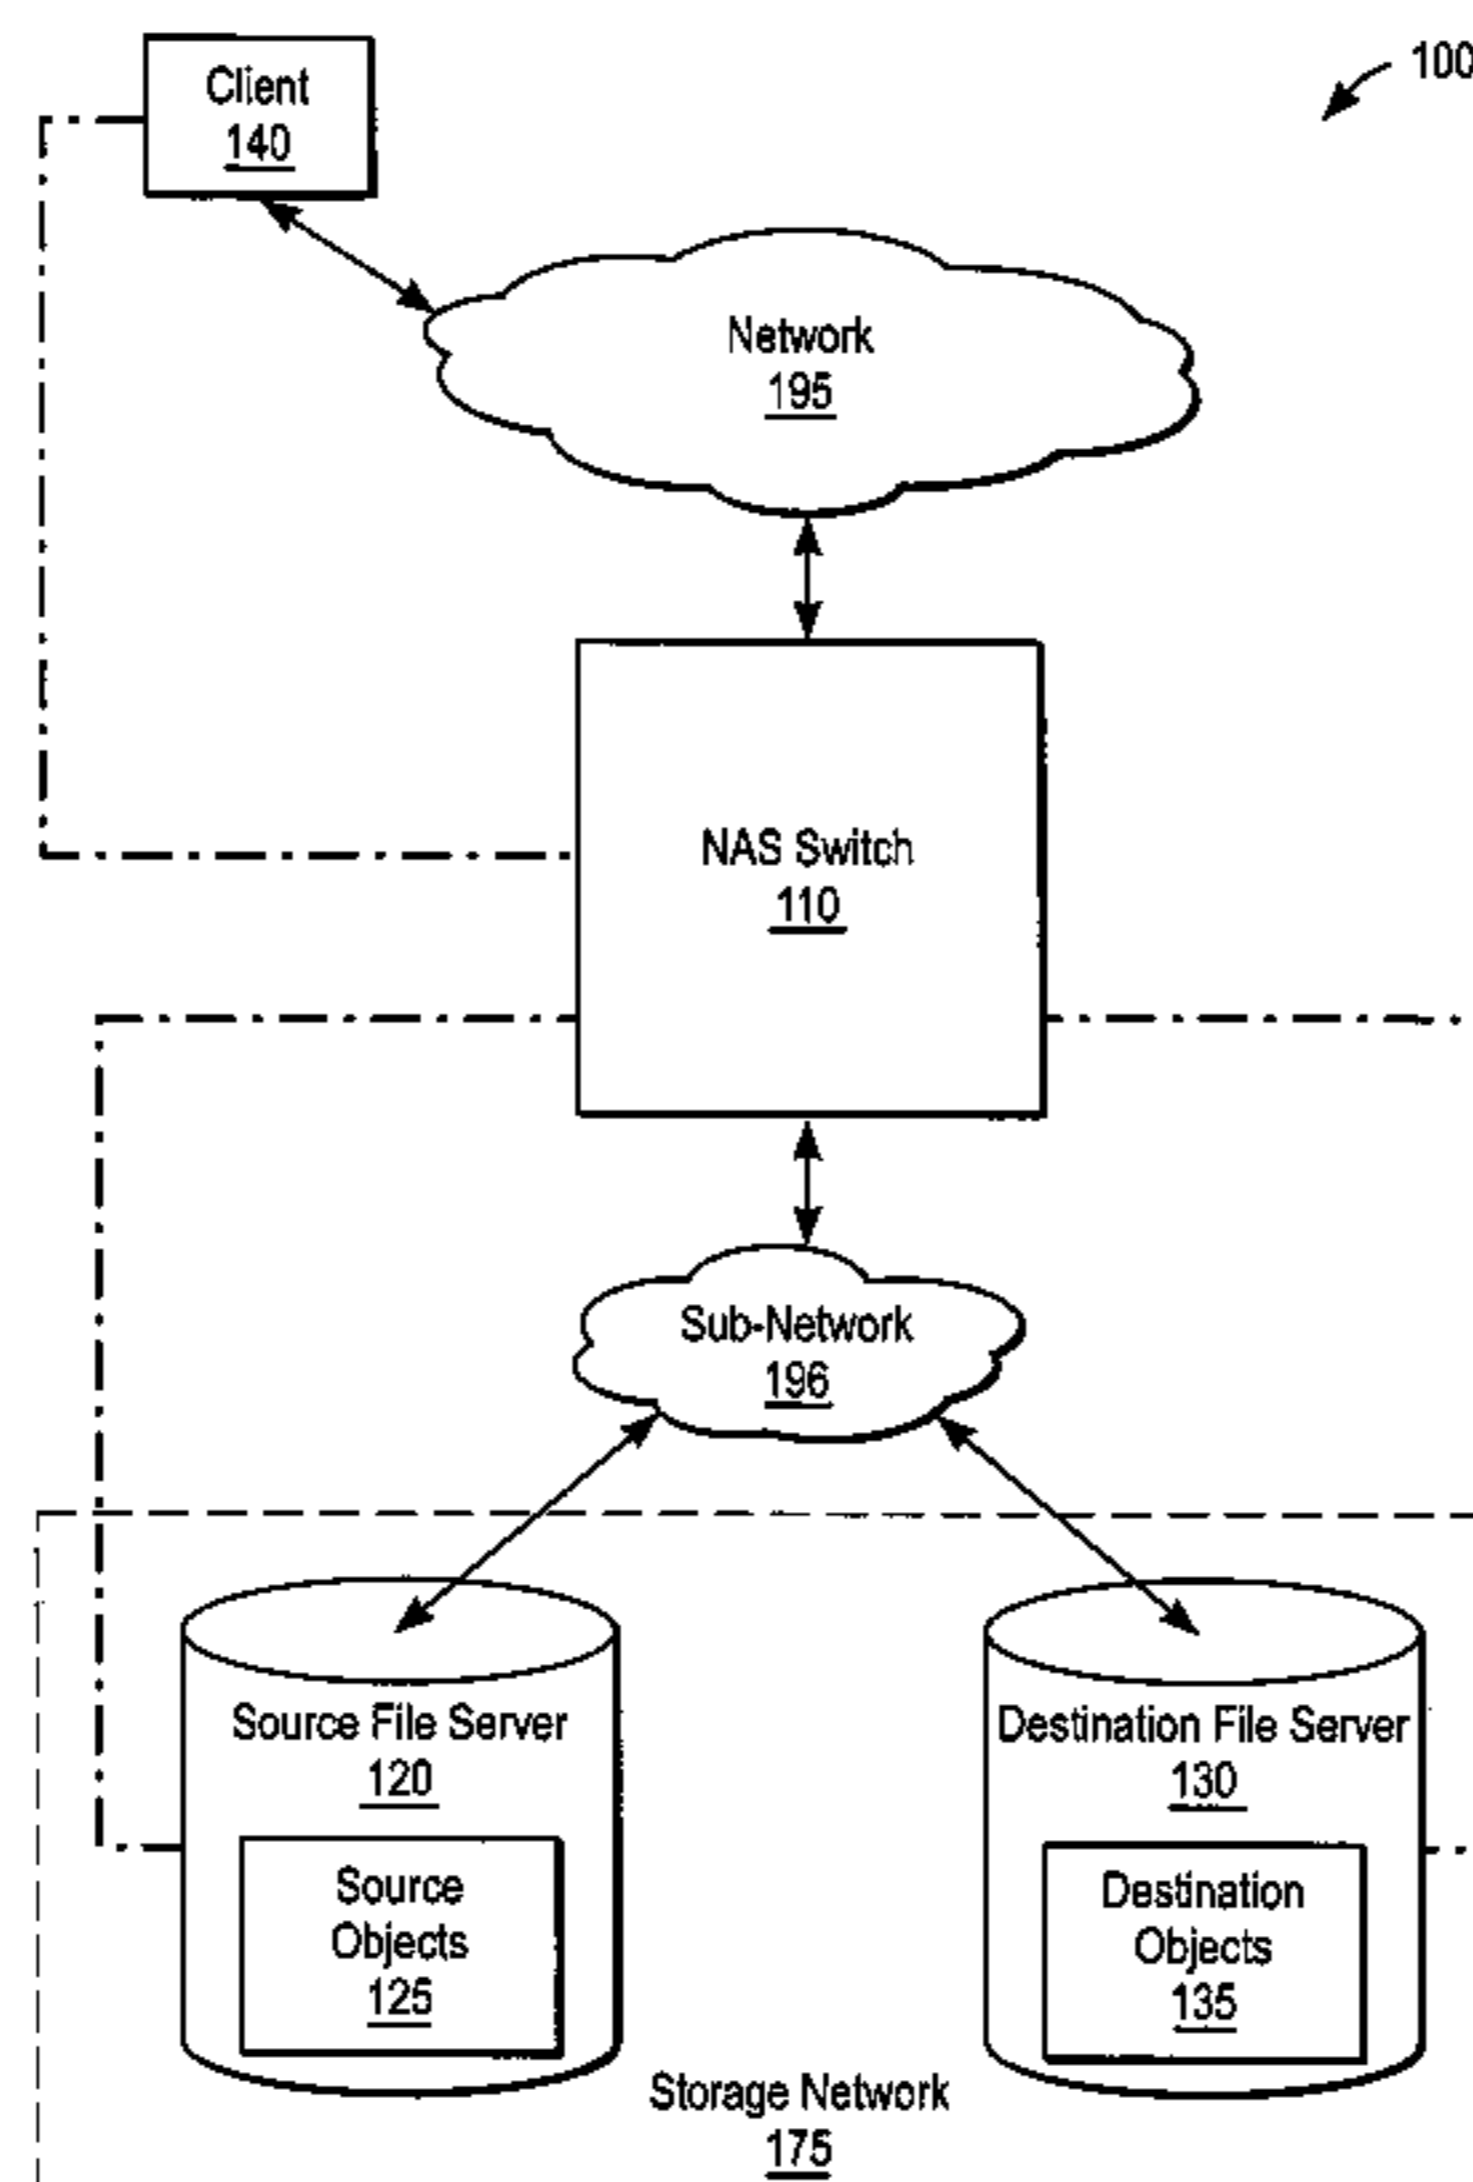 100
Client
140
Network
195
NAS Switch
110
Sub-Network
196
Source File Server
120
Source
Objects
125
Destination File Server
130
Destination
Objects
135
Storage Network
175